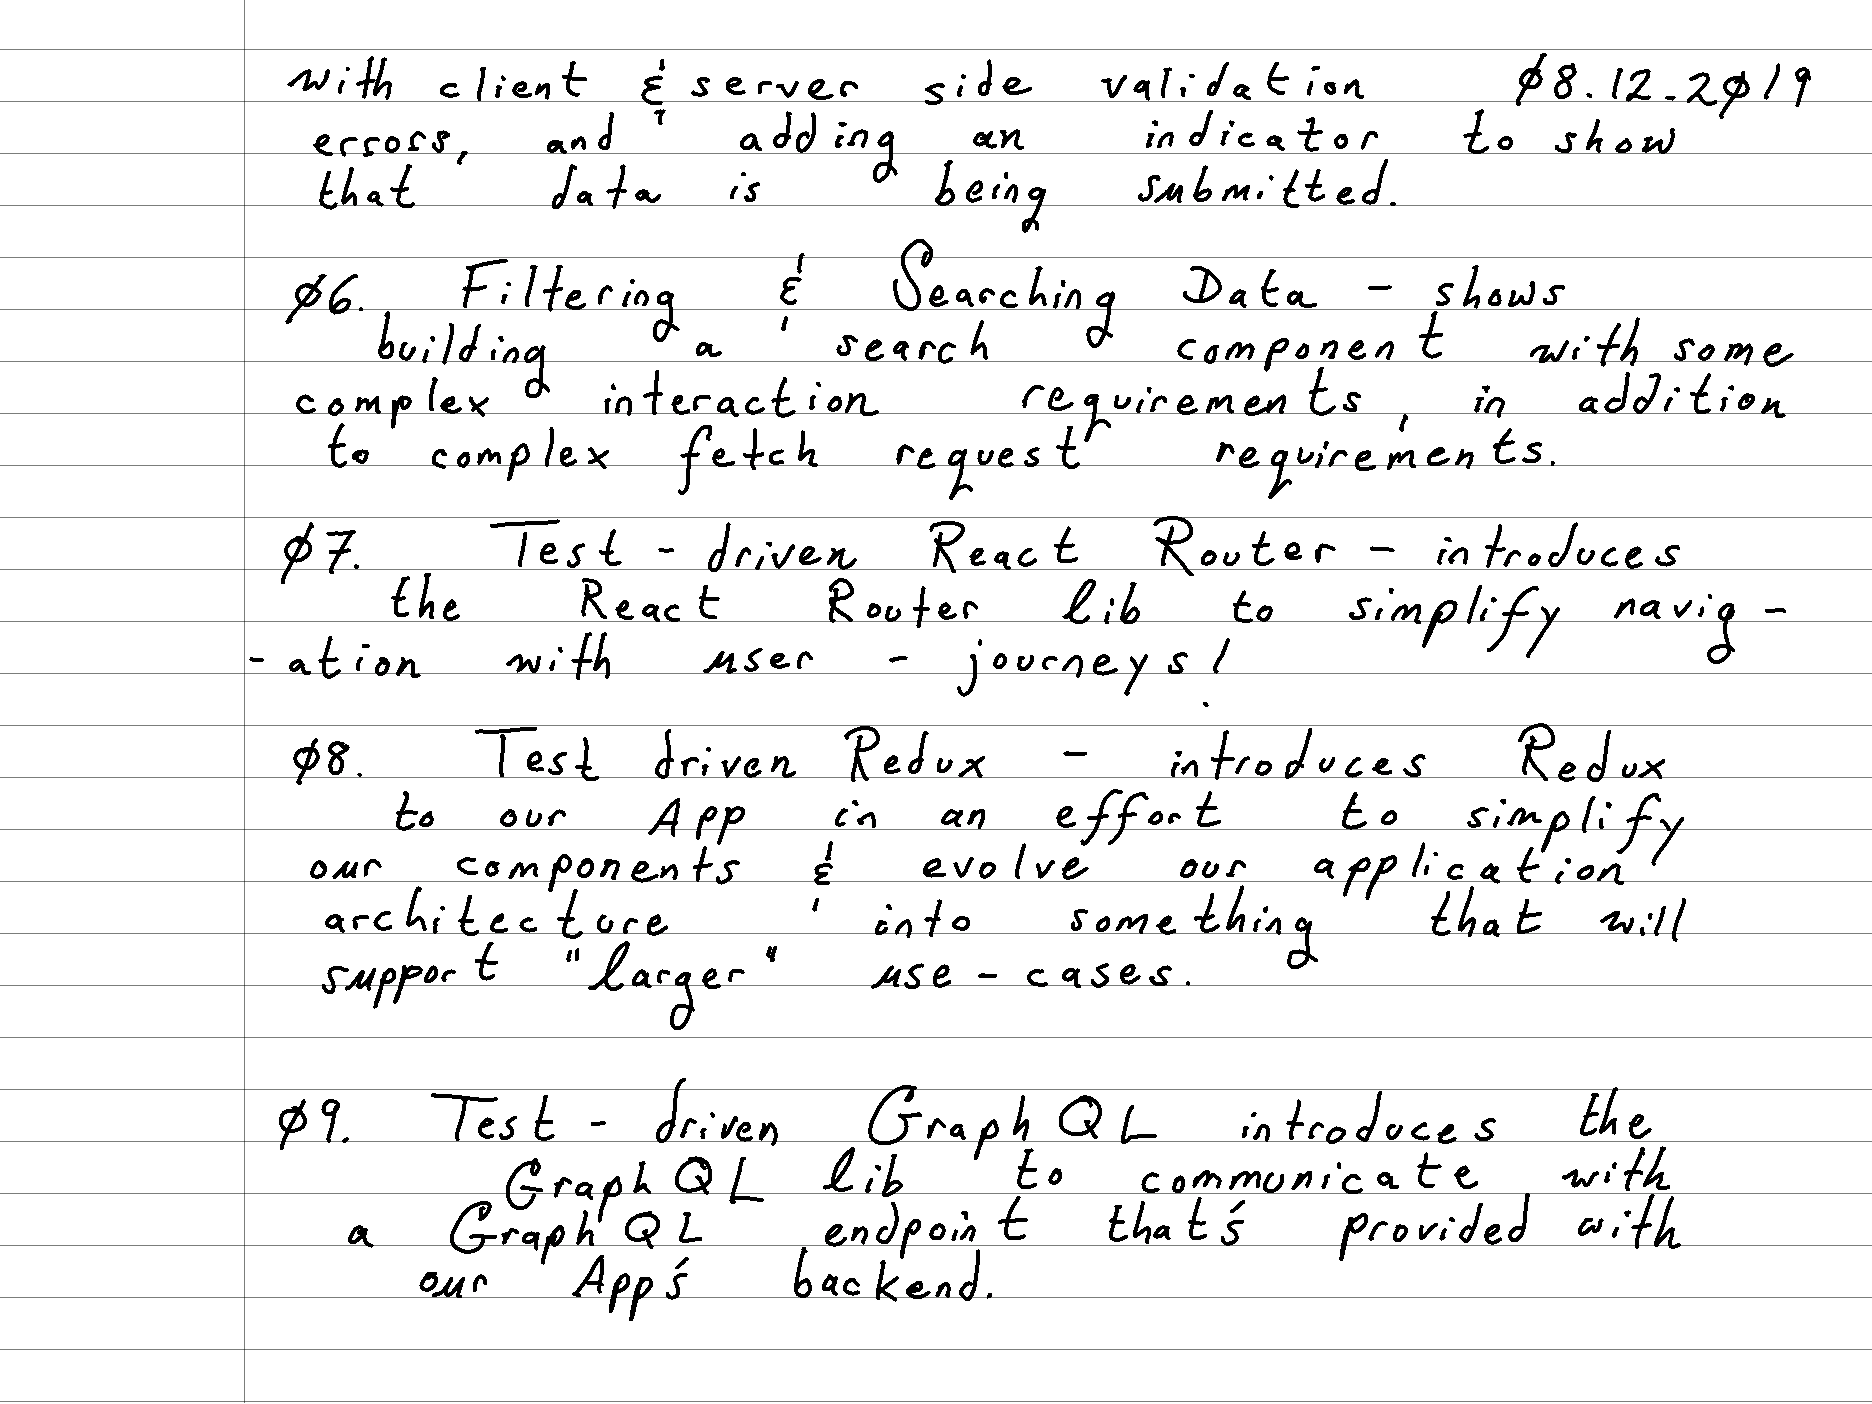 with client & server side validation Ø8.12.2Ø19
errors, and adding an indicator to show
that data is being submitted.
Ø6. Filtering & Searching Data - shows
building a search component with some
complex interaction requirements, in addition
to complex fetch request requirements.
Ø7. Test-driven React Router - introduces
the React Router lib to simplify navig-
-ation with user-journeys!
Ø8. Test driven Redux - introduces Redux
to our App in an effort to simplify
our components & evolve our application
architecture into something that will
support "larger" use-cases.
Ø9. Test-driven GraphQL introduces the
GraphQL lib to communicate with
a GraphQL endpoint that's provided with
our App's backend.